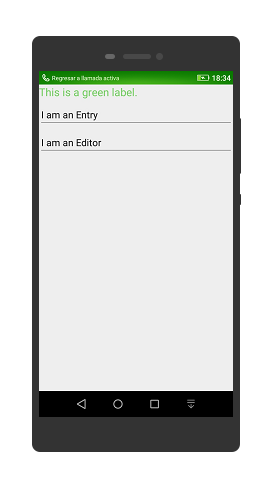 Regresar a llamada activa 18:34
This is a green label.
I am an Entry
I am an Editor